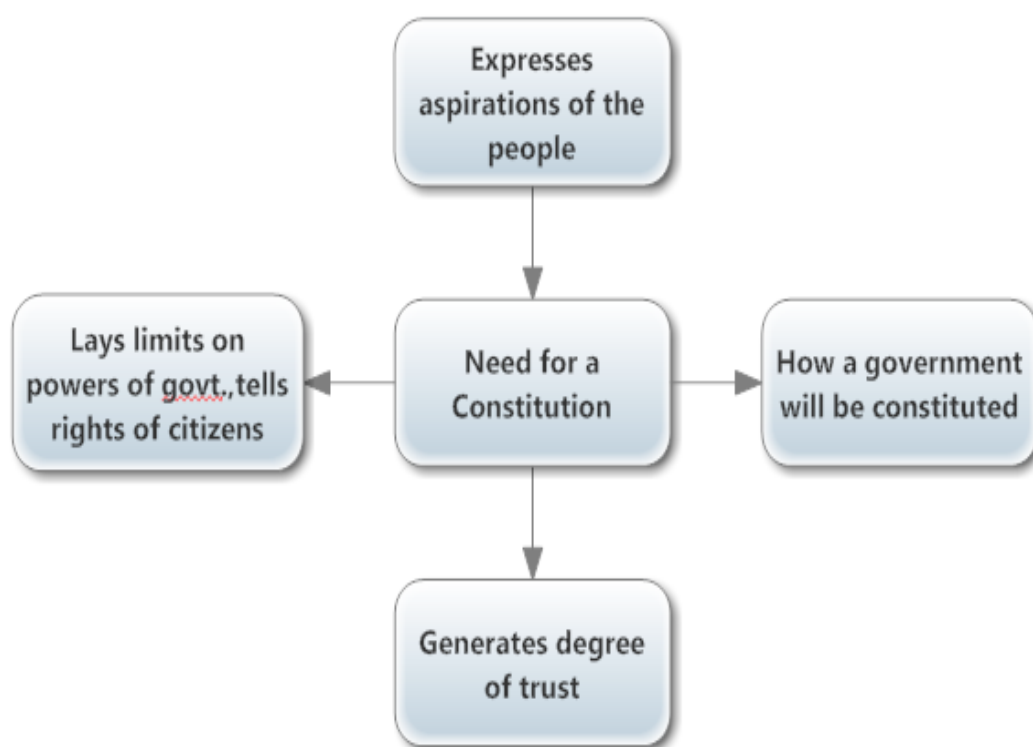 Expresses
aspirations of the
people
Lays limits on
powers of govt.,tells
rights of citizens
Need for a
Constitution
How a government
will be constituted
Generates degree
of trust